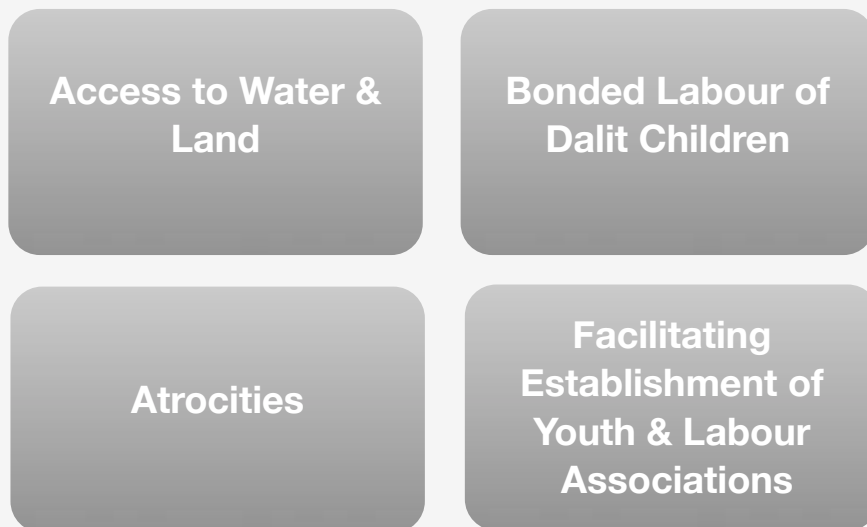 Access to Water &
Land
Bonded Labour of
Dalit Children
Atrocities
Facilitating
Establishment of
Youth & Labour
Associations